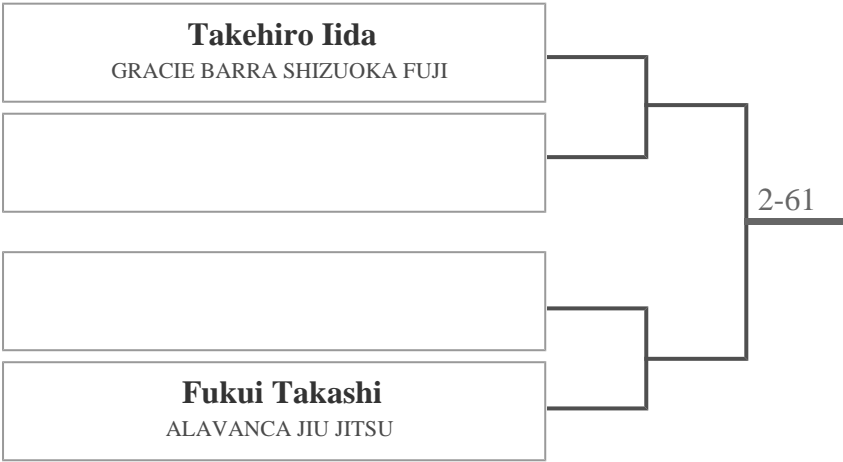 Takehiro Iida
GRACIE BARRA SHIZUOKA FUJI
2-61
Fukui Takashi
ALAVANCA JIU JITSU